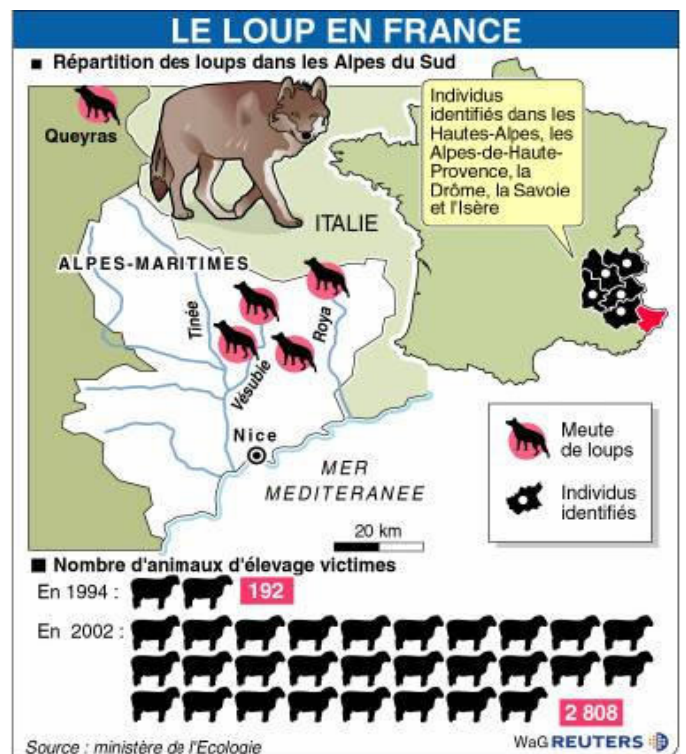 LE LOUP EN FRANCE
■ Répartition des loups dans les Alpes du Sud
Queyras
Individus
identifiés dans les
Hautes-Alpes, les
Alpes-de-Haute-
Provence, la
Drôme, la Savoie
et l'Isère
ITALIE
ALPES-MARITIMES
Tinée
Vésubie
Roya
Nice
MER
MEDITERANEE
20 km
Meute
de loups
Individus
identifiés
■ Nombre d'animaux d'élevage victimes
En 1994 : 192
En 2002 :
2 808
Source : ministère de l'Ecologie
WaG REUTERS